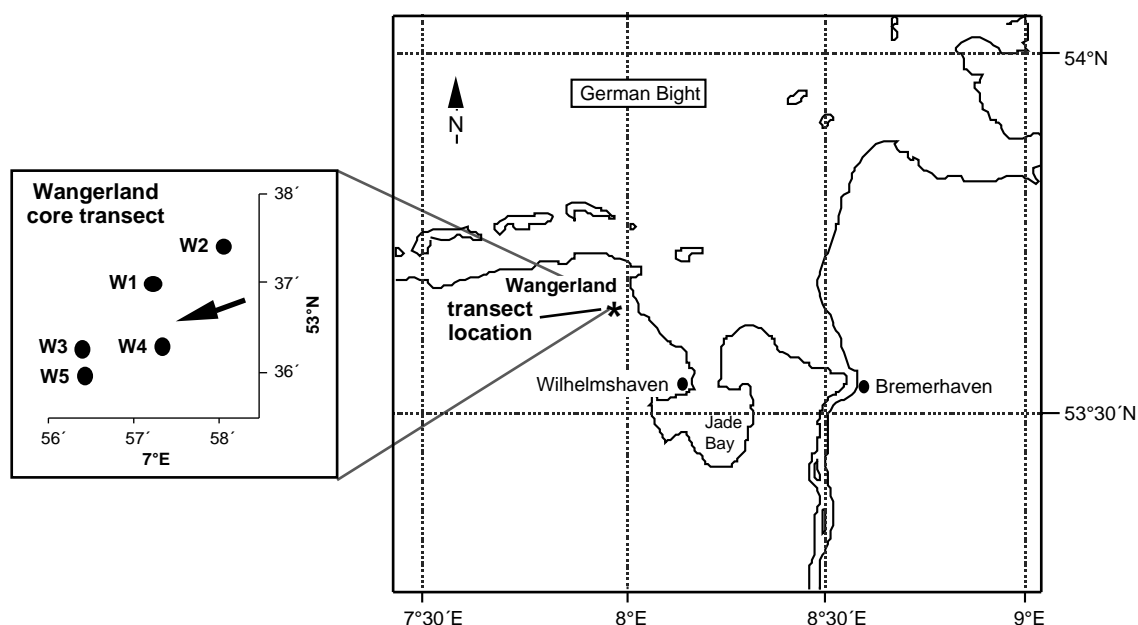 Wangerland
core transect
W2
W1
W3
W4
W5
38´
37´
36´
53°N
56´
57´
58´
7°E
N
German Bight
Wangerland
transect
location
Wilhelmshaven
Jade
Bay
Bremerhaven
54°N
53°30´N
7°30´E
8°E
8°30´E
9°E